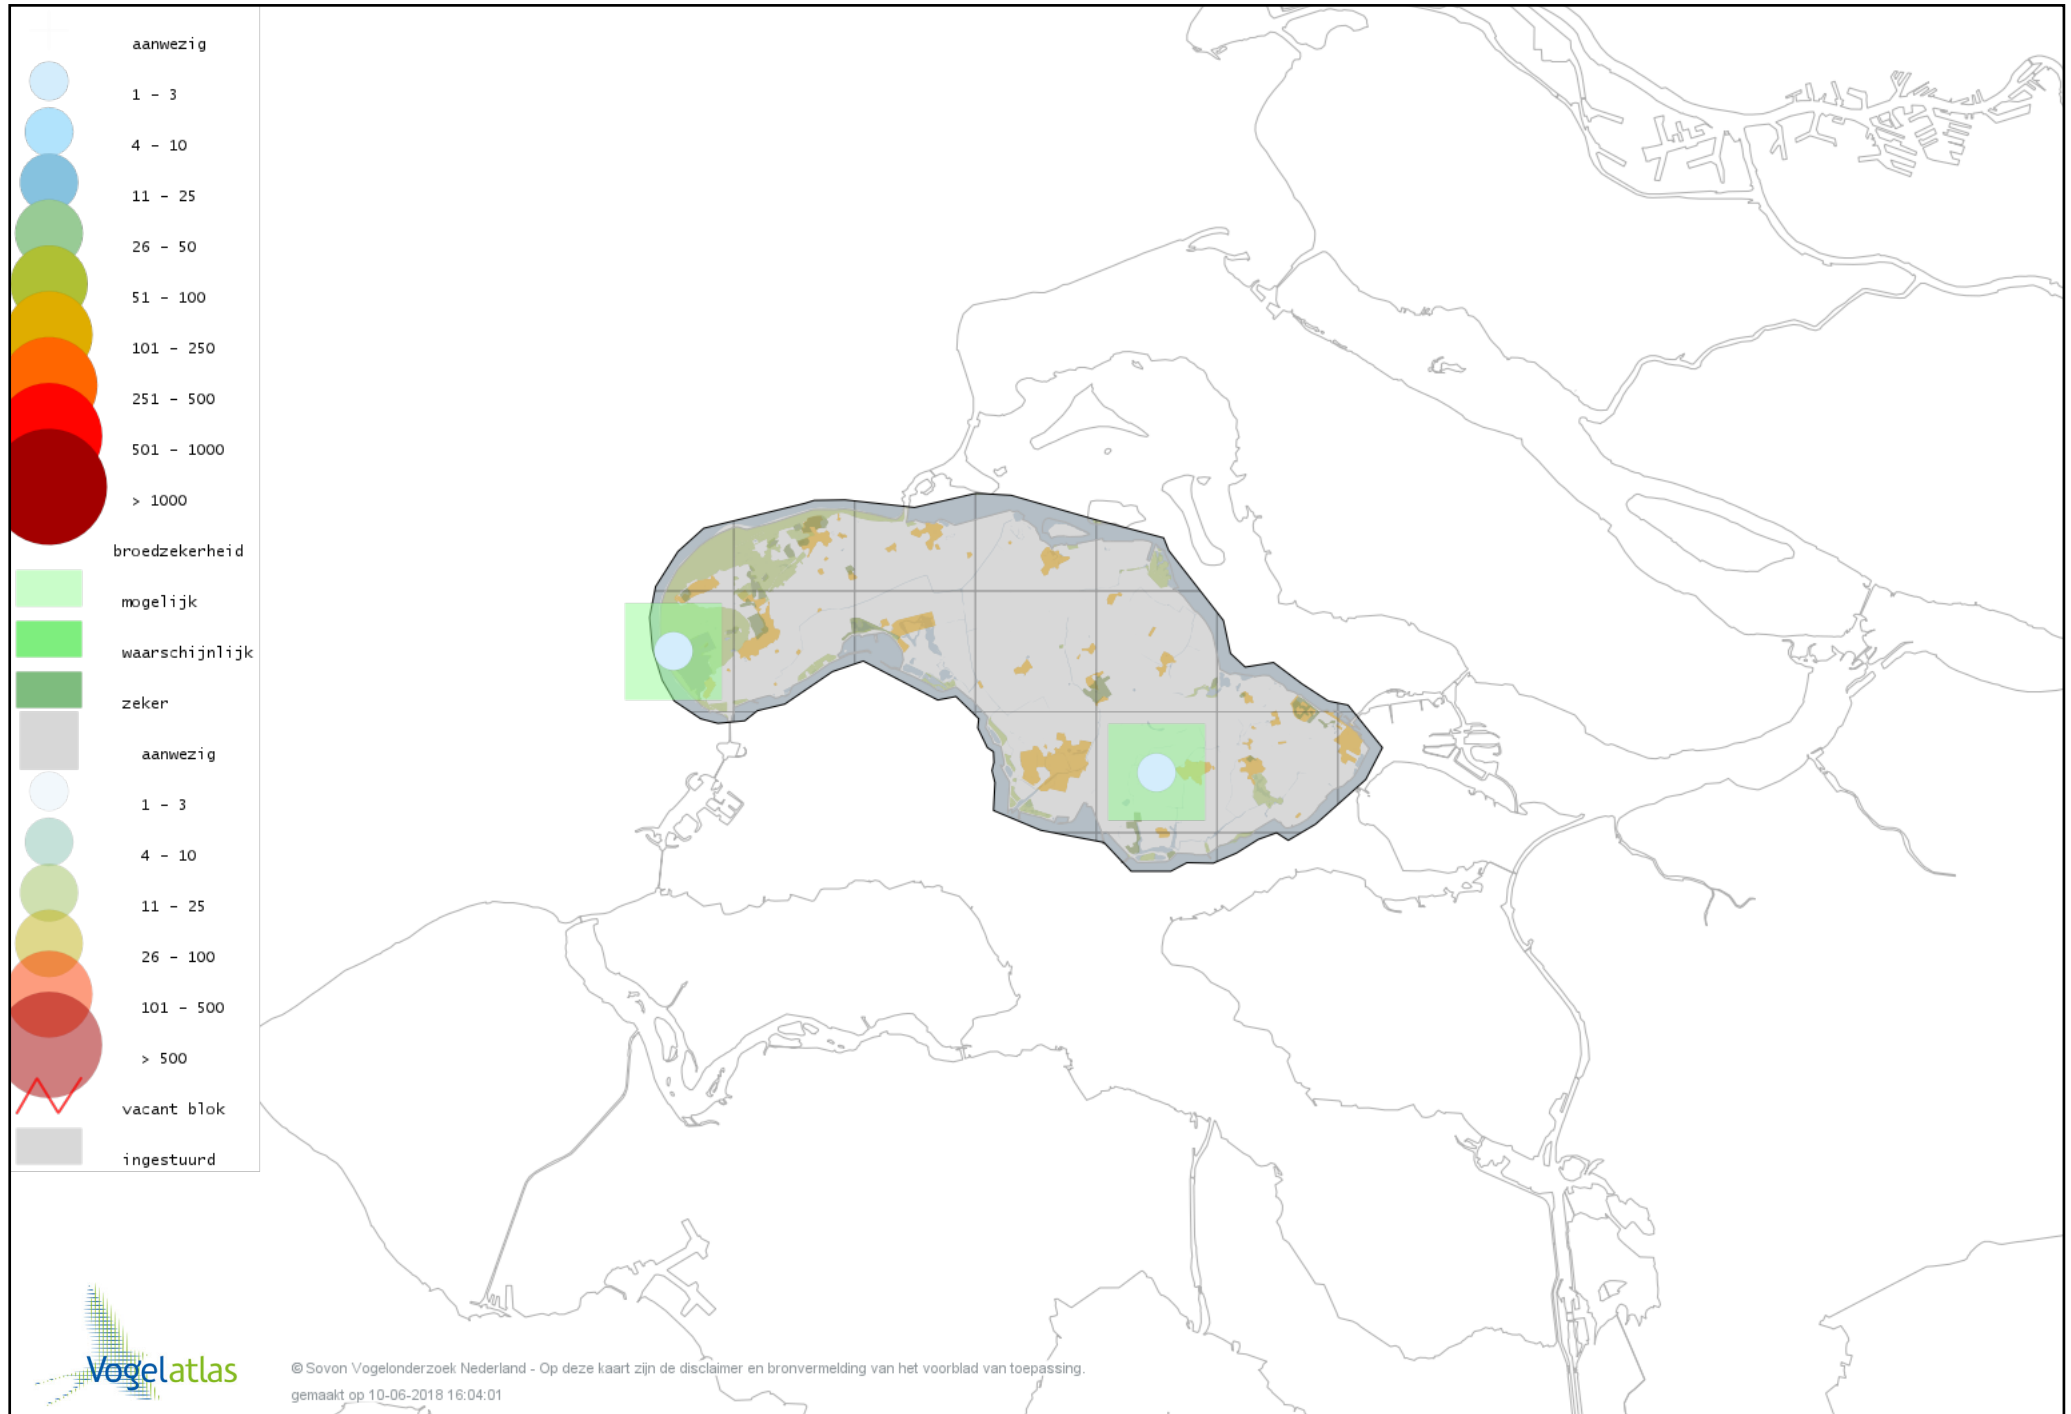 aanwezig
1 - 3
4 - 10
11 - 25
26 - 50
51 - 100
101 - 250
251 - 500
501 - 1000
> 1000
broedzekerheid
mogelijk
waarschijnlijk
zeker
aanwezig
1 - 3
4 - 10
11 - 25
26 - 100
101 - 500
> 500
vacant blok
ingestuurd
Vogelatlas
© Sovon Vogelonderzoek Nederland - Op deze kaart zijn de disclaimer en bronvermelding van het voorblad van toepassing.
gemaakt op 10-06-2018 16:04:01